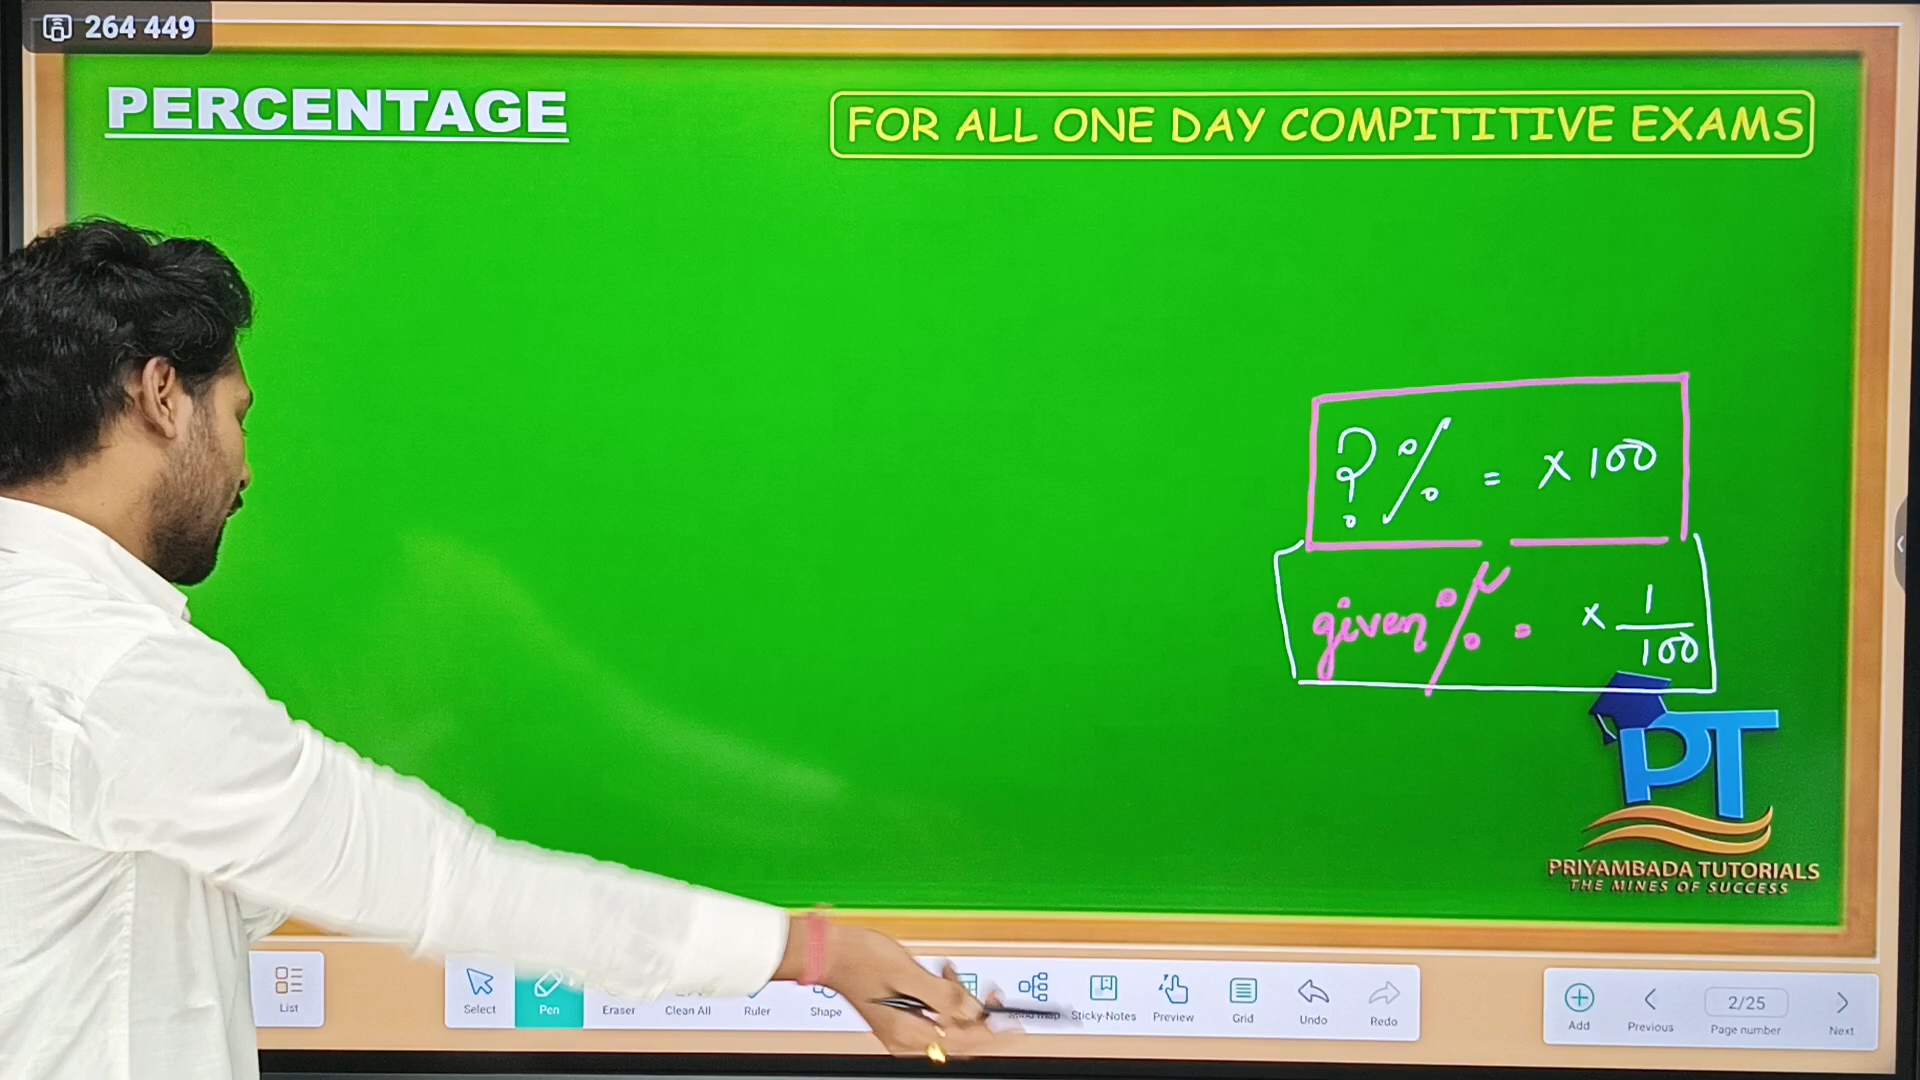 264 449
PERCENTAGE
FOR ALL ONE DAY COMPITITIVE EXAMS
?% = × 100
given % = × 1/100
PT
PRIYAMBADA TUTORIALS
THE MINES OF SUCCESS
List
Select
Pen
Eraser
Clean All
Ruler
Shape
Sticky-Notes
Preview
Grid
Undo
Redo
Add
Previous
2/25
Page number
Next